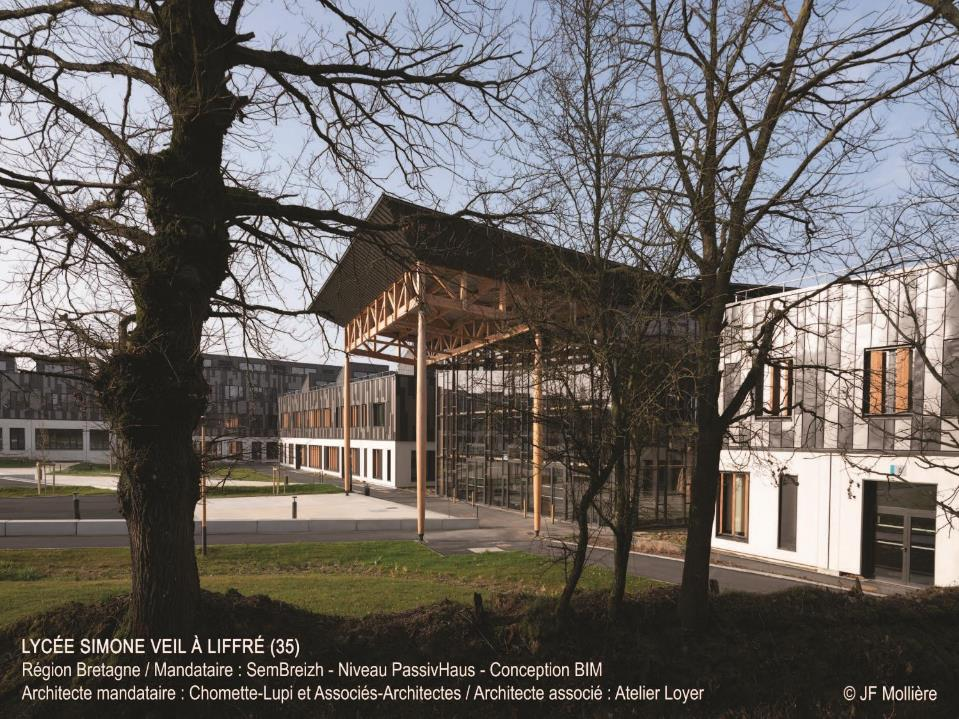 LYCÉE SIMONE VEIL À LIFFRÉ (35)
Région Bretagne / Mandataire : SemBreizh - Niveau PassivHaus - Conception BIM
Architecte mandataire : Chomette-Lupi et Associés-Architectes / Architecte associé : Atelier Loyer
© JF Mollière